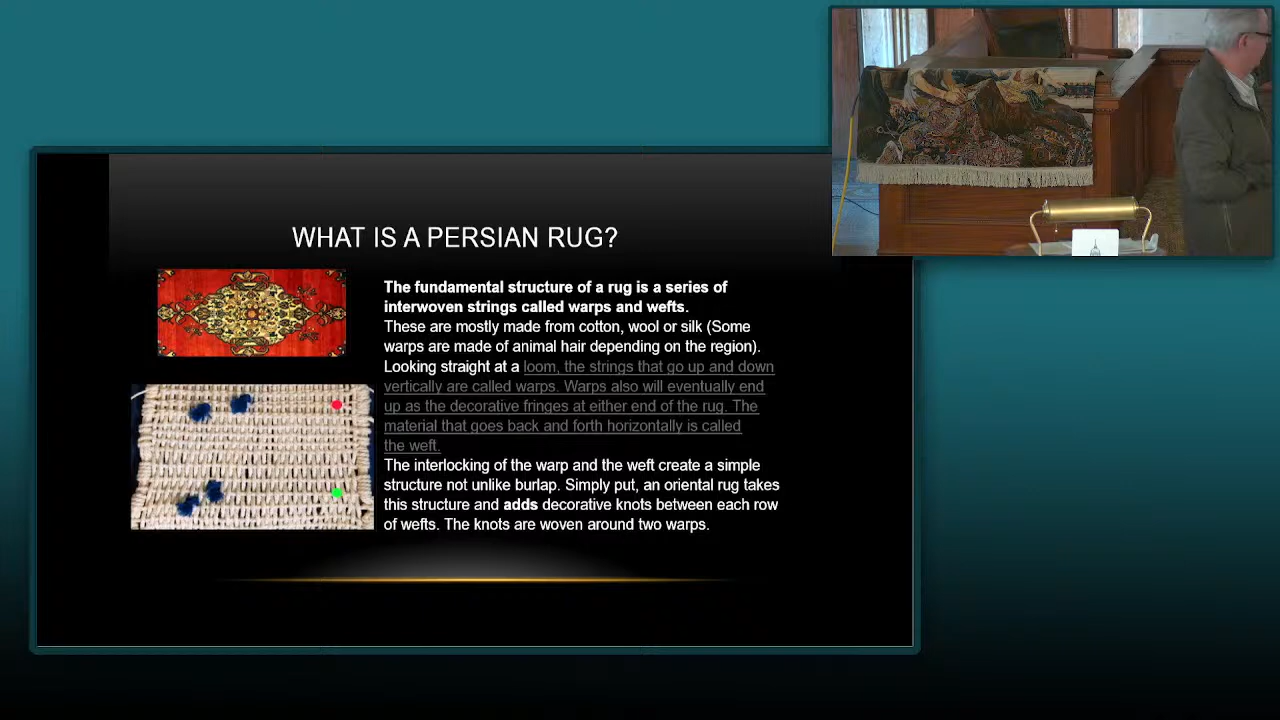 WHAT IS A PERSIAN RUG?
The fundamental structure of a rug is a series of
interwoven strings called warps and wefts.
These are mostly made from cotton, wool or silk (Some
warps are made of animal hair depending on the region).
Looking straight at a loom, the strings that go up and down
vertically are called warps. Warps also will eventually end
up as the decorative fringes at either end of the rug. The
material that goes back and forth horizontally is called
the weft.
The interlocking of the warp and the weft create a simple
structure not unlike burlap. Simply put, an oriental rug takes
this structure and adds decorative knots between each row
of wefts. The knots are woven around two warps.